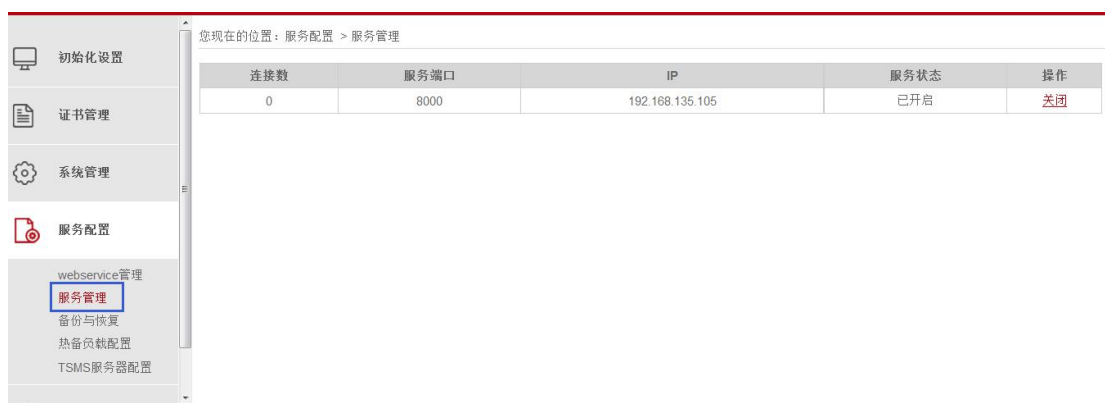 初始化设置
证书管理
系统管理
服务配置
webservice管理
服务管理
备份与恢复
热备负载配置
TSMS服务器配置
您现在的位置：服务配置 > 服务管理
连接数 服务端口 IP 服务状态 操作
0 8000 192.168.135.105 已开启 关闭